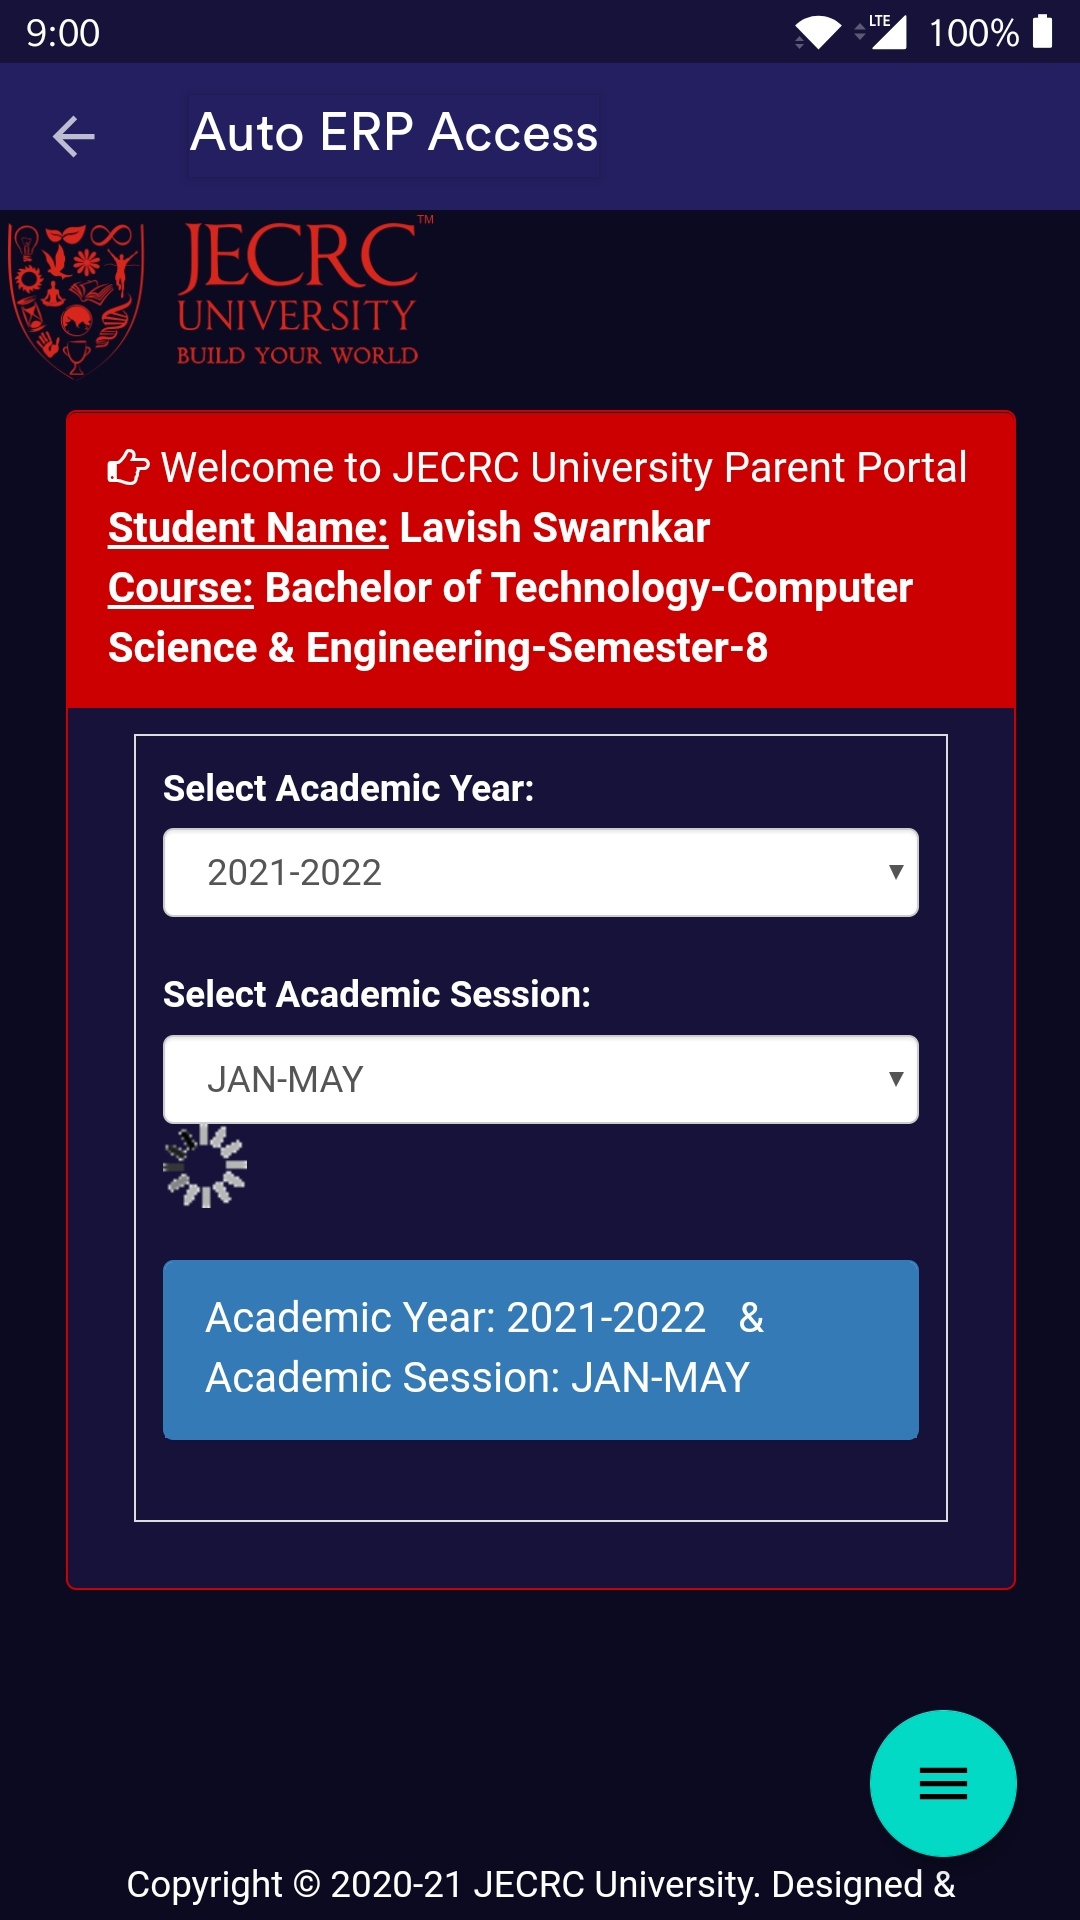 9:00
LTE 100%
Auto ERP Access
JECRC™
UNIVERSITY
BUILD YOUR WORLD
Welcome to JECRC University Parent Portal
Student Name: Lavish Swarnkar
Course: Bachelor of Technology-Computer
Science & Engineering-Semester-8
Select Academic Year:
2021-2022
Select Academic Session:
JAN-MAY
Academic Year: 2021-2022 &
Academic Session: JAN-MAY
Copyright © 2020-21 JECRC University. Designed &